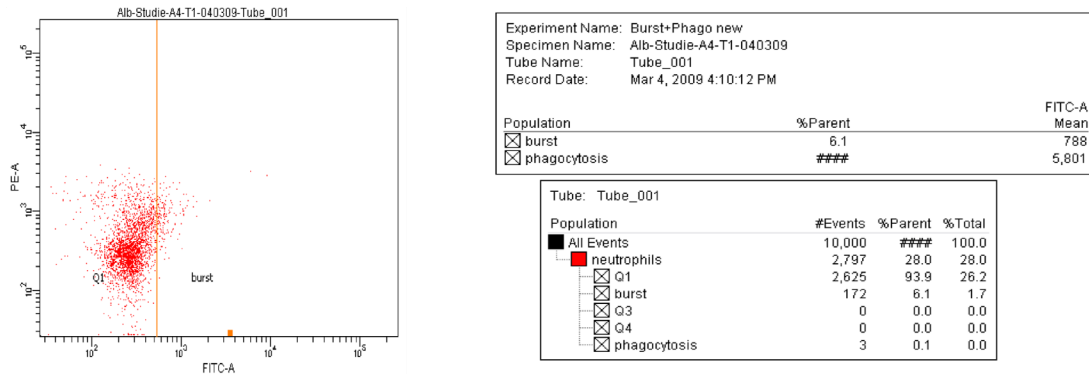 Alb-Studie-A4-T1-040309-Tube_001
PE-A
10^5
10^4
10^3
10^2
Q1 burst
10^2 10^3 10^4 10^5
FITC-A
Experiment Name: Burst+Phago new
Specimen Name: Alb-Studie-A4-T1-040309
Tube Name: Tube_001
Record Date: Mar 4, 2009 4:10:12 PM
FITC-A
Population %Parent Mean
burst 6.1 788
phagocytosis #### 5,801
Tube: Tube_001
Population #Events %Parent %Total
All Events 10,000 #### 100.0
neutrophils 2,797 28.0 28.0
Q1 2,625 93.9 26.2
burst 172 6.1 1.7
Q3 0 0.0 0.0
Q4 0 0.0 0.0
phagocytosis 3 0.1 0.0